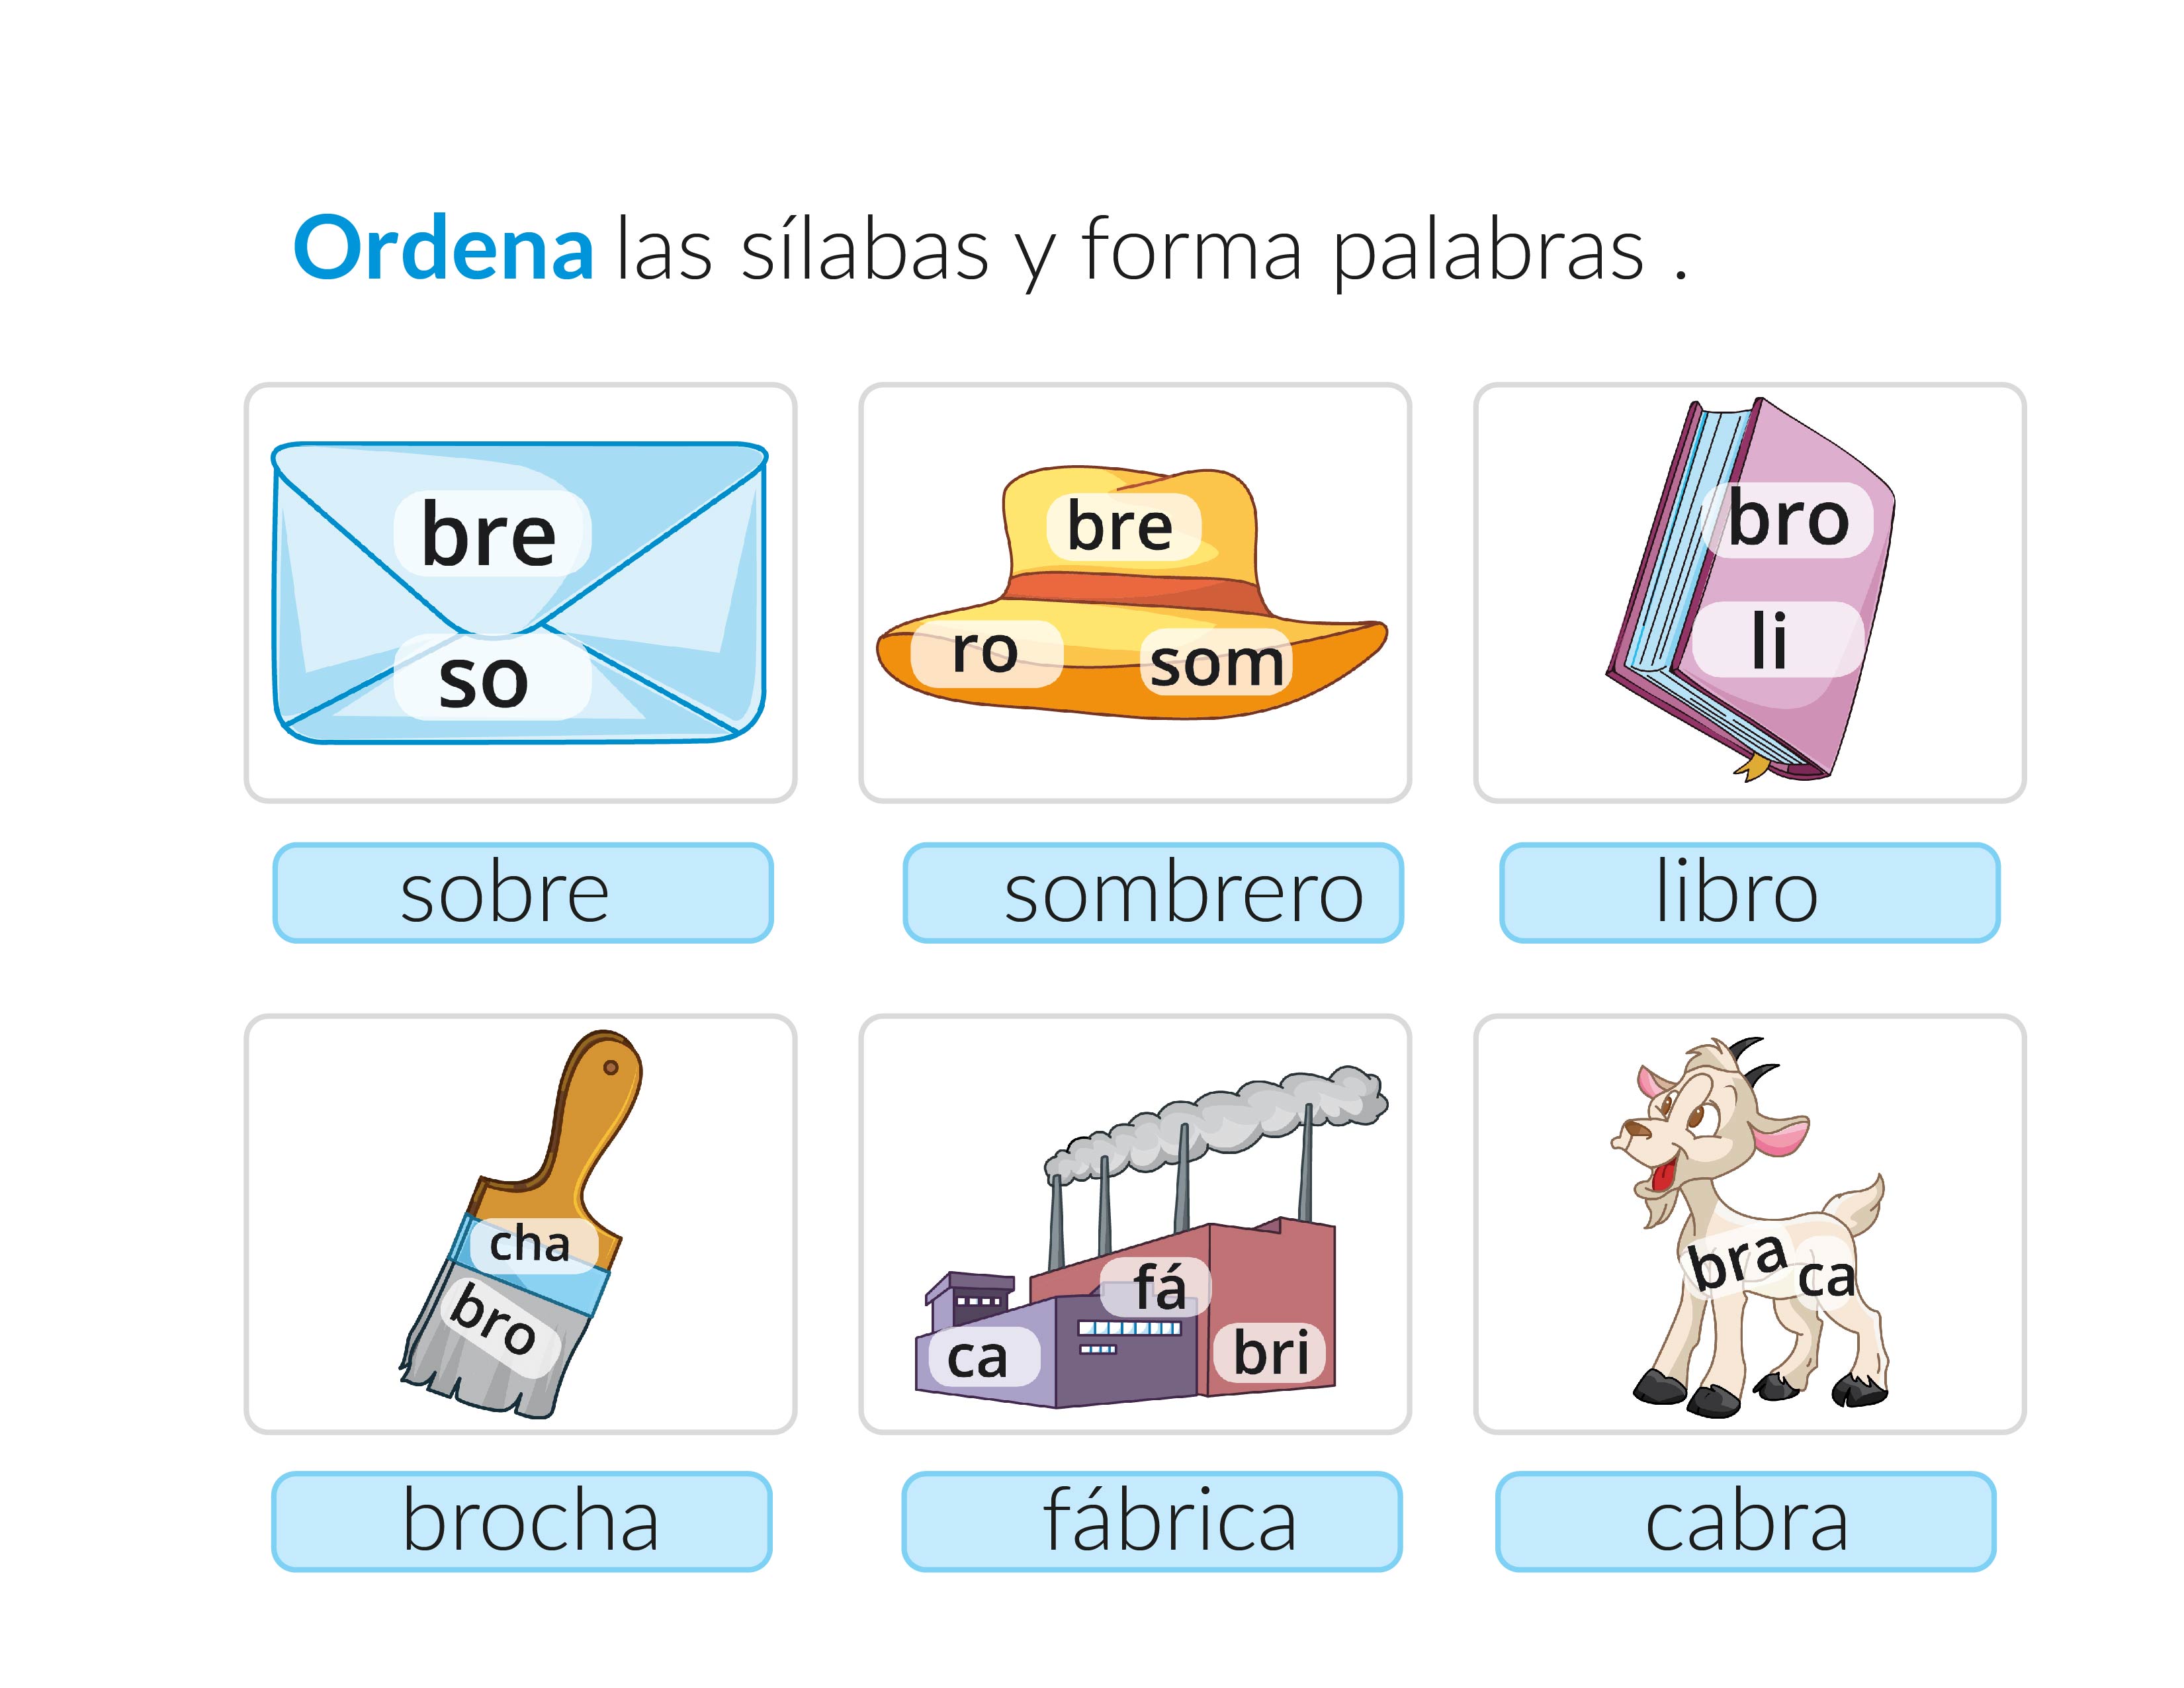 Ordena las sílabas y forma palabras .
bre
so
bre
ro som
bro
li
sobre sombrero libro
cha
bro
fá
ca bri
bra ca
brocha fábrica cabra